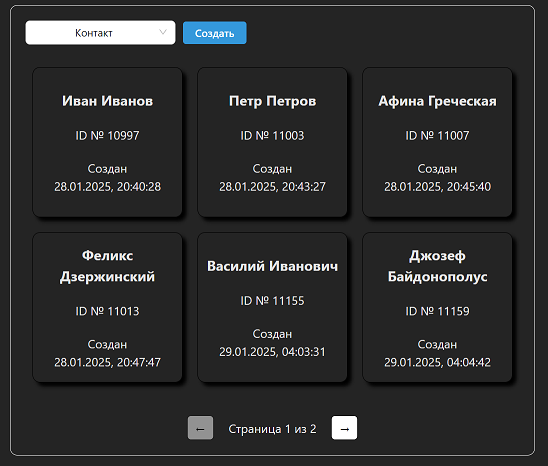 Контакт
Создать
Иван Иванов
ID № 10997
Создан
28.01.2025, 20:40:28
Петр Петров
ID № 11003
Создан
28.01.2025, 20:43:27
Афина Греческая
ID № 11007
Создан
28.01.2025, 20:45:40
Феликс
Дзержинский
ID № 11013
Создан
28.01.2025, 20:47:47
Василий Иванович
ID № 11155
Создан
29.01.2025, 04:03:31
Джозеф
Байдонополус
ID № 11159
Создан
29.01.2025, 04:04:42
← Страница 1 из 2 →